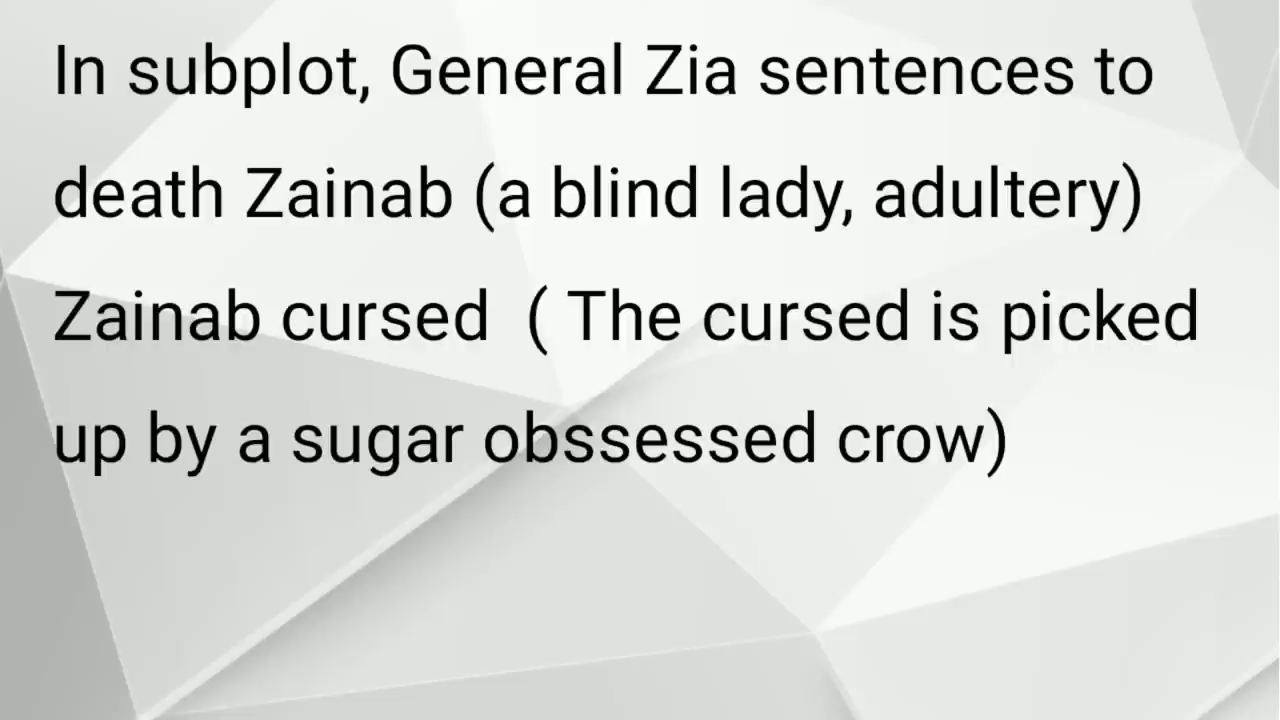 In subplot, General Zia sentences to
death Zainab (a blind lady, adultery)
Zainab cursed ( The cursed is picked
up by a sugar obssessed crow)